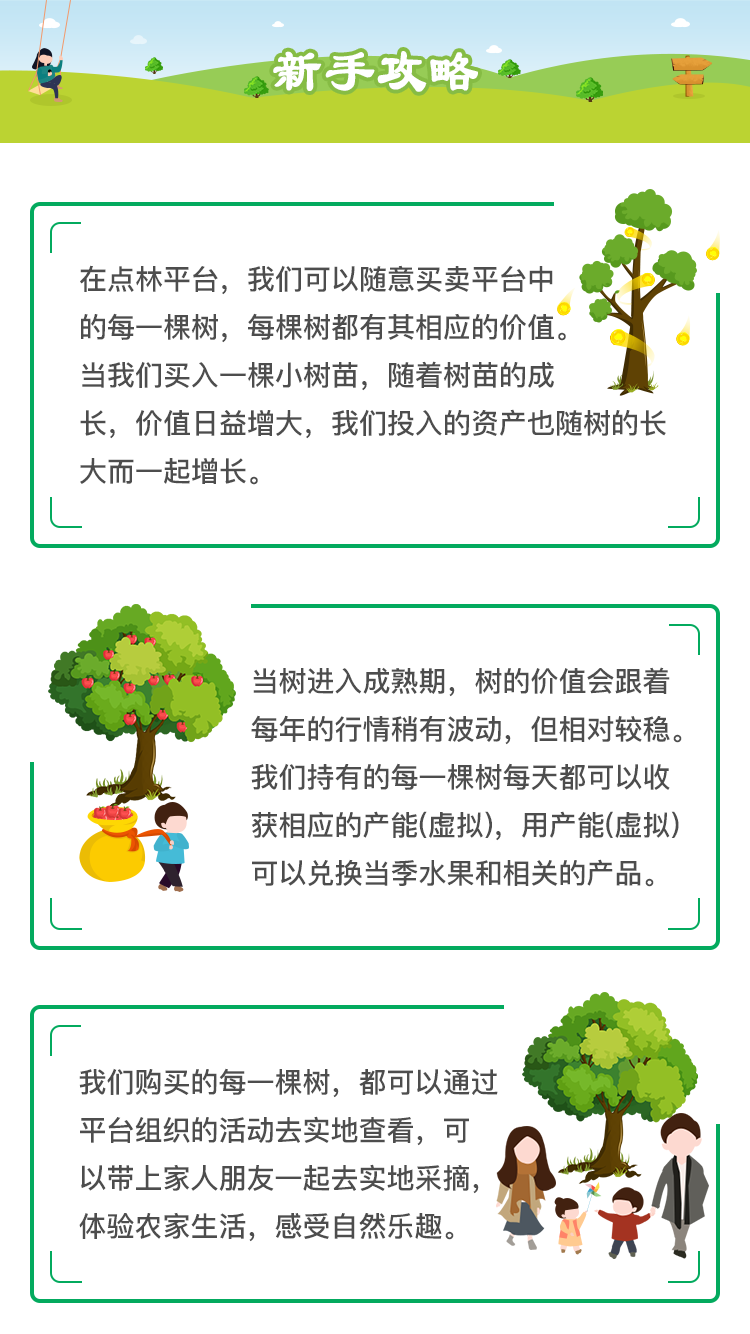 新手攻略
在点林平台，我们可以随意买卖平台中
的每一棵树，每棵树都有其相应的价值。
当我们买入一棵小树苗，随着树苗的成
长，价值日益增大，我们投入的资产也随树的长
大而一起增长。
当树进入成熟期，树的价值会跟着
每年的行情稍有波动，但相对较稳。
我们持有的每一棵树每天都可以收
获相应的产能(虚拟)，用产能(虚拟)
可以兑换当季水果和相关的产品。
我们购买的每一棵树，都可以通过
平台组织的活动去实地查看，可
以带上家人朋友一起去实地采摘，
体验农家生活，感受自然乐趣。